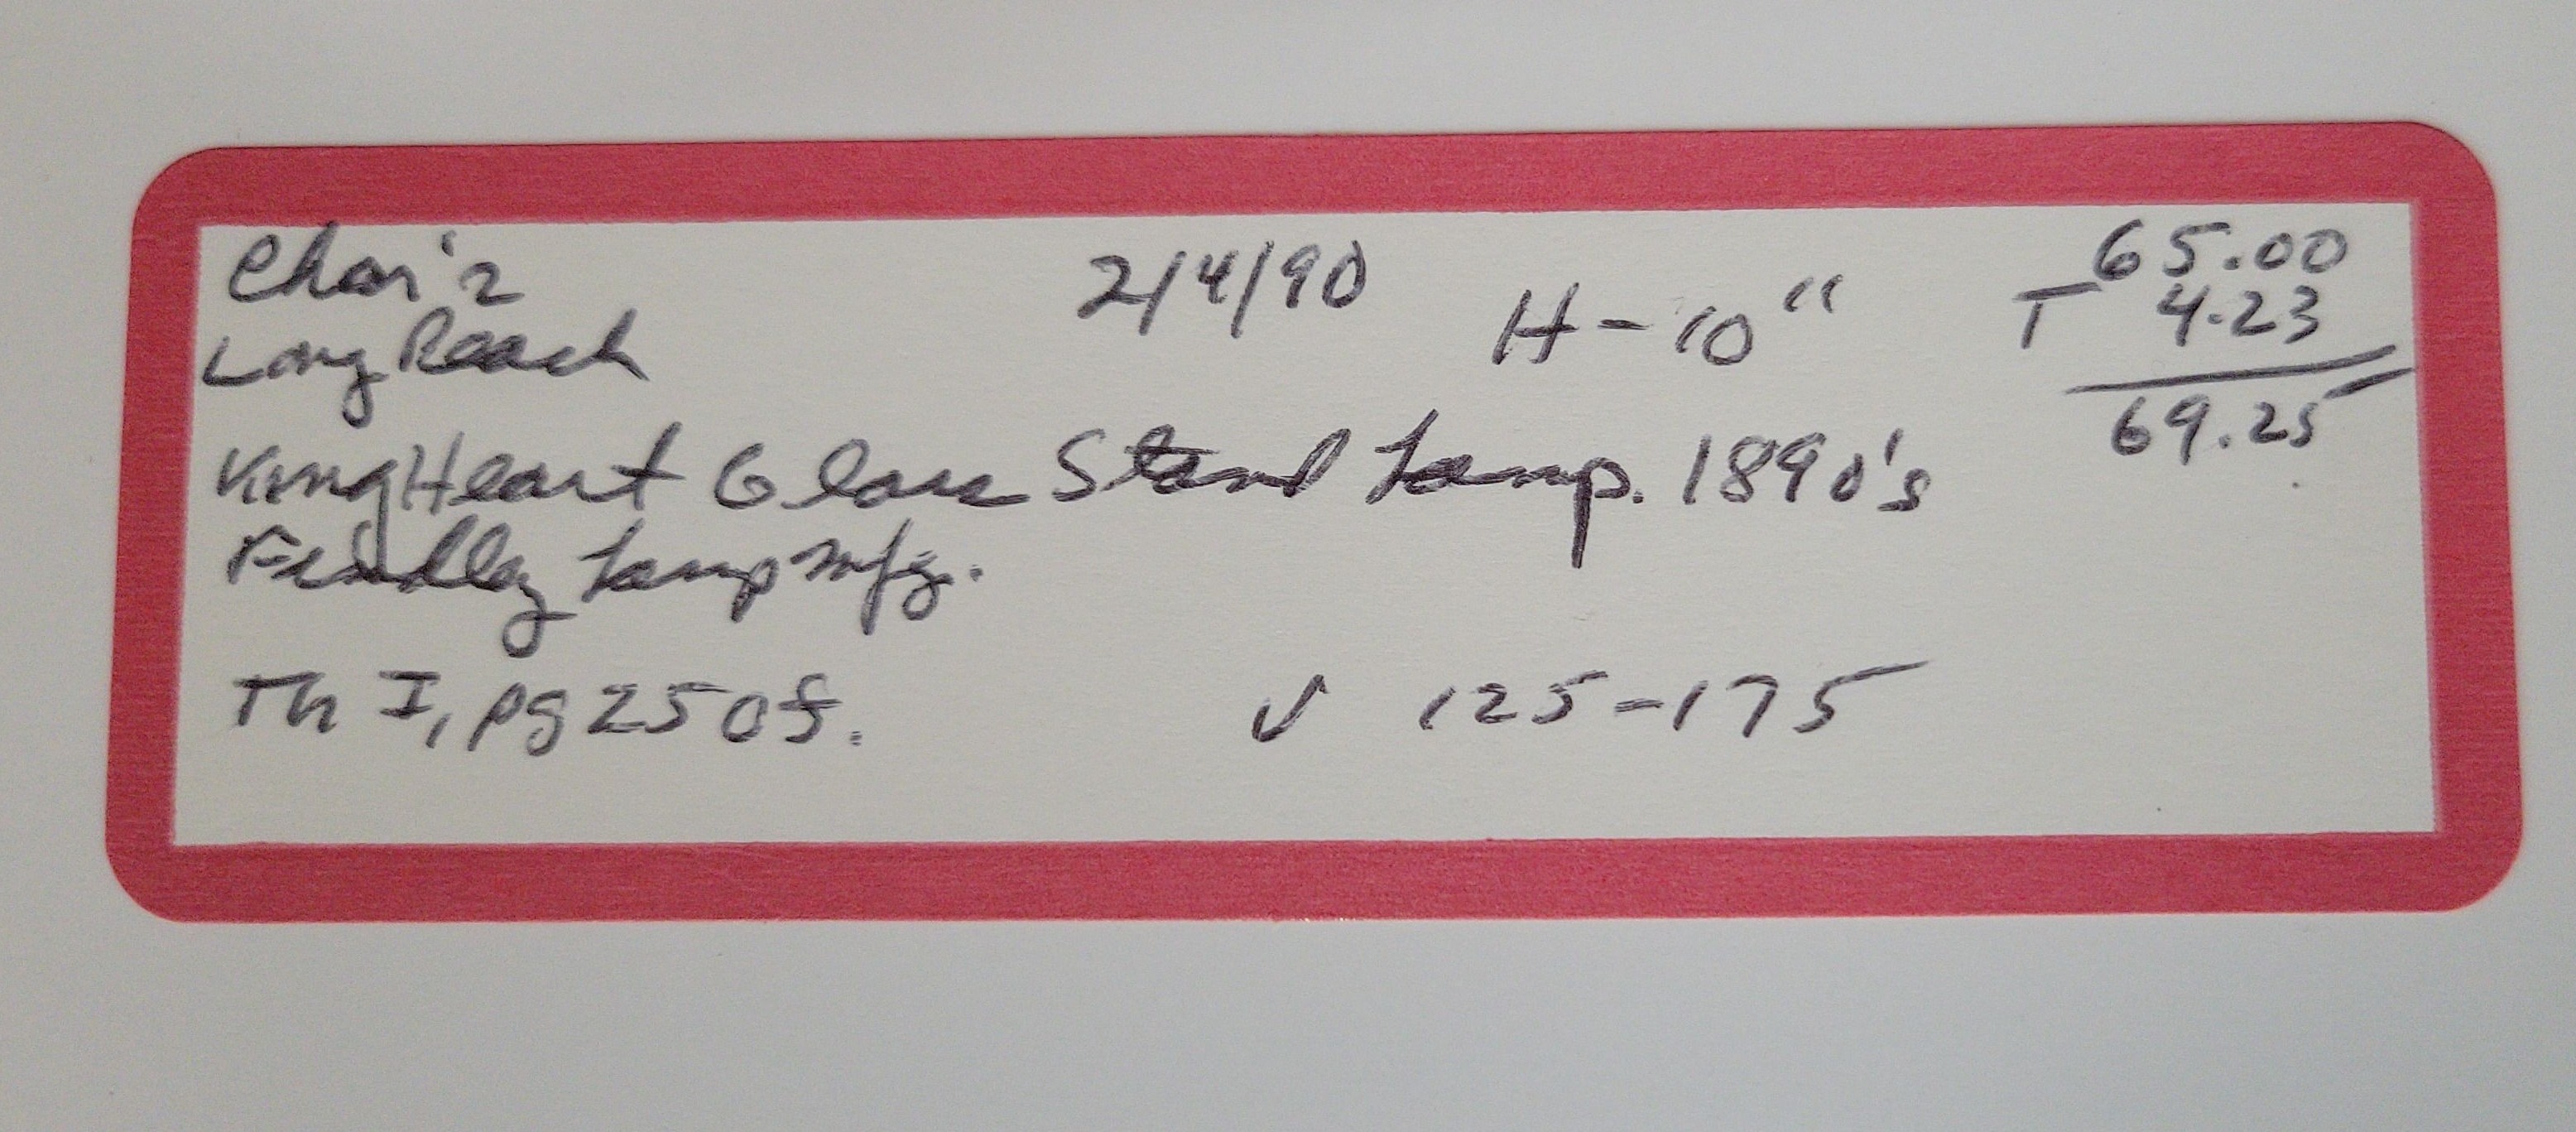 Char's 2/4/90 65.00
Long Beach H-10" T 4.23
69.25
King Heart Glass Stand Lamp. 1890's
Findlay Lamp Mfg.
Th I, pg 250 f. ✓ 125-175